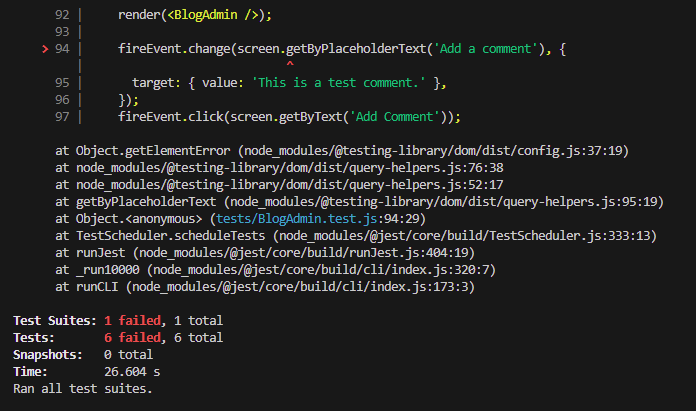 92 |     render(<BlogAdmin />);
93 |
> 94 |     fireEvent.change(screen.getByPlaceholderText('Add a comment'), {
|                             ^
95 |       target: { value: 'This is a test comment.' },
96 |     });
97 |     fireEvent.click(screen.getByText('Add Comment'));
at Object.getElementError (node_modules/@testing-library/dom/dist/config.js:37:19)
at node_modules/@testing-library/dom/dist/query-helpers.js:76:38
at node_modules/@testing-library/dom/dist/query-helpers.js:52:17
at getByPlaceholderText (node_modules/@testing-library/dom/dist/query-helpers.js:95:19)
at Object.<anonymous> (tests/BlogAdmin.test.js:94:29)
at TestScheduler.scheduleTests (node_modules/@jest/core/build/TestScheduler.js:333:13)
at runJest (node_modules/@jest/core/build/runJest.js:404:19)
at _run10000 (node_modules/@jest/core/build/cli/index.js:320:7)
at runCLI (node_modules/@jest/core/build/cli/index.js:173:3)
Test Suites: 1 failed, 1 total
Tests:       6 failed, 6 total
Snapshots:   0 total
Time:        26.604 s
Ran all test suites.